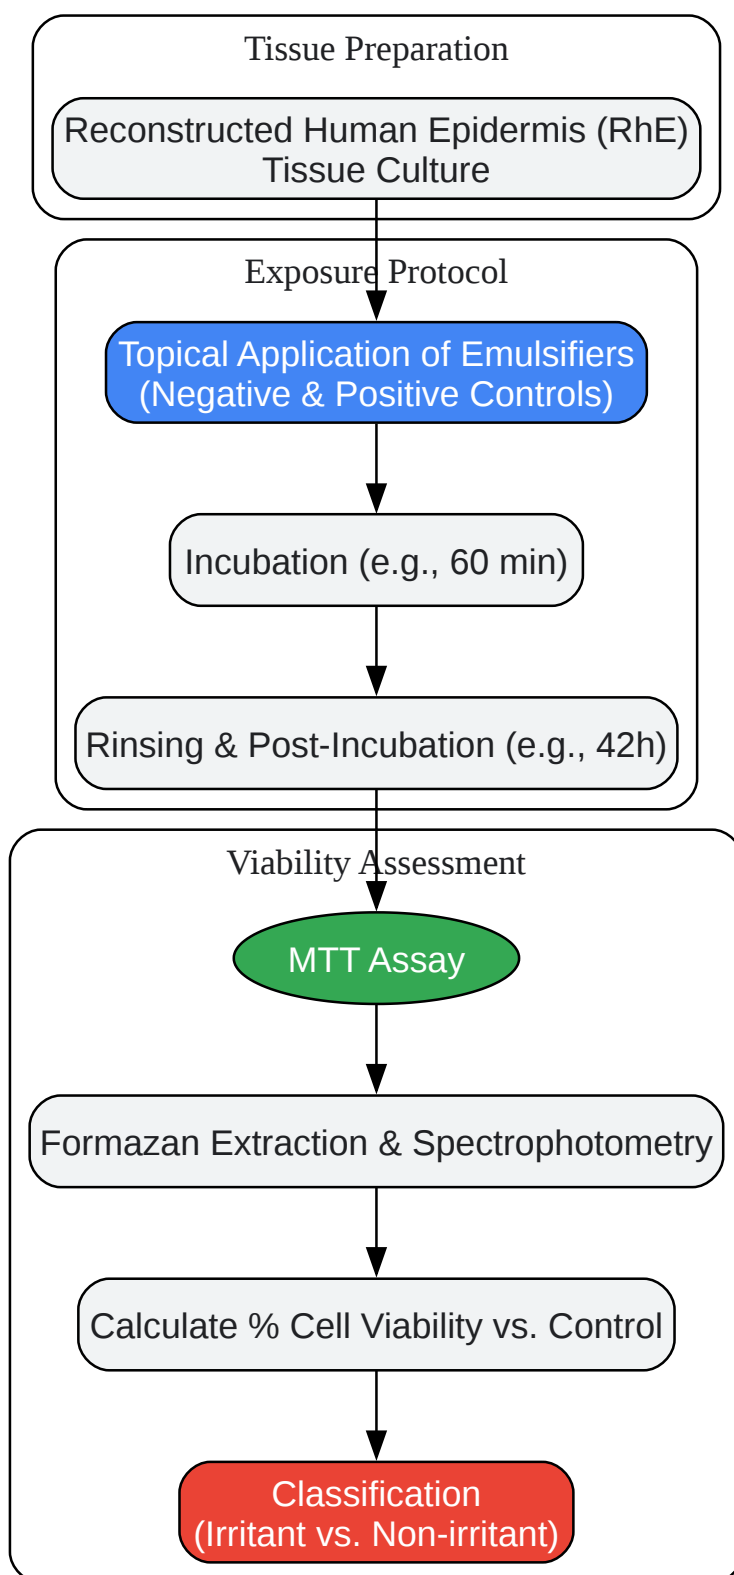 Tissue Preparation
Reconstructed Human Epidermis (RhE)
Tissue Culture
Exposure Protocol
Topical Application of Emulsifiers
(Negative & Positive Controls)
Incubation (e.g., 60 min)
Rinsing & Post-Incubation (e.g., 42h)
Viability Assessment
MTT Assay
Formazan Extraction & Spectrophotometry
Calculate % Cell Viability vs. Control
Classification
(Irritant vs. Non-irritant)